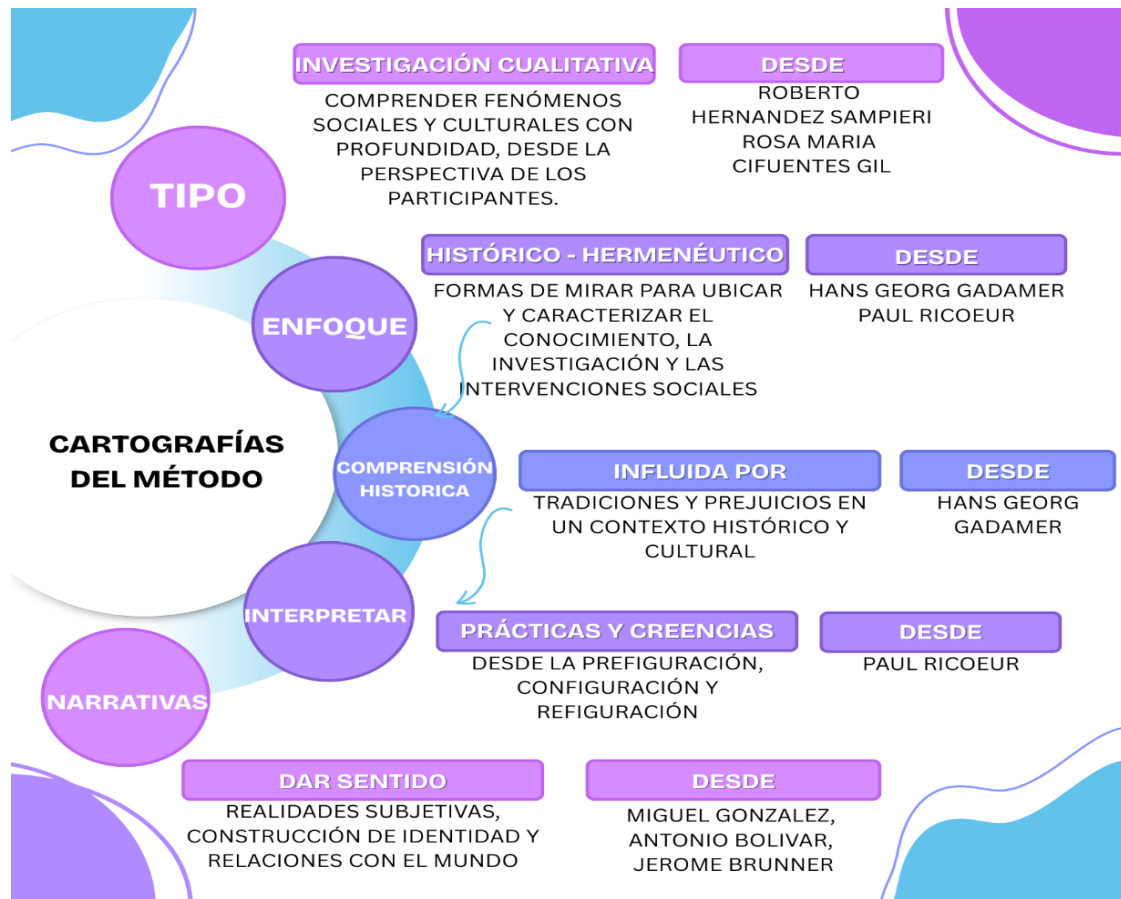 INVESTIGACIÓN CUALITATIVA
COMPRENDER FENÓMENOS
SOCIALES Y CULTURALES CON
PROFUNDIDAD, DESDE LA
PERSPECTIVA DE LOS
PARTICIPANTES.
DESDE
ROBERTO
HERNANDEZ SAMPIERI
ROSA MARIA
CIFUENTES GIL
TIPO
HISTÓRICO - HERMENÉUTICO
FORMAS DE MIRAR PARA UBICAR
Y CARACTERIZAR EL
CONOCIMIENTO, LA
INVESTIGACIÓN Y LAS
INTERVENCIONES SOCIALES
DESDE
HANS GEORG GADAMER
PAUL RICOEUR
ENFOQUE
CARTOGRAFÍAS
DEL MÉTODO
COMPRENSIÓN
HISTORICA
INFLUIDA POR
TRADICIONES Y PREJUICIOS EN
UN CONTEXTO HISTÓRICO Y
CULTURAL
DESDE
HANS GEORG
GADAMER
INTERPRETAR
PRÁCTICAS Y CREENCIAS
DESDE LA PREFIGURACIÓN,
CONFIGURACIÓN Y
REFIGURACIÓN
DESDE
PAUL RICOEUR
NARRATIVAS
DAR SENTIDO
REALIDADES SUBJETIVAS,
CONSTRUCCIÓN DE IDENTIDAD Y
RELACIONES CON EL MUNDO
DESDE
MIGUEL GONZALEZ,
ANTONIO BOLIVAR,
JEROME BRUNNER